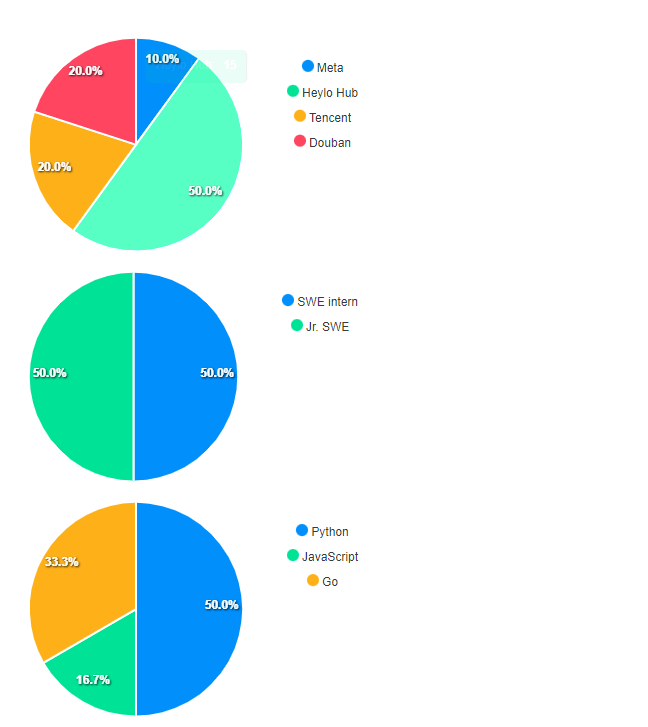 10.0%
15
20.0%
20.0%
50.0%
Meta
Heylo Hub
Tencent
Douban
50.0%
50.0%
SWE intern
Jr. SWE
33.3%
50.0%
16.7%
Python
JavaScript
Go